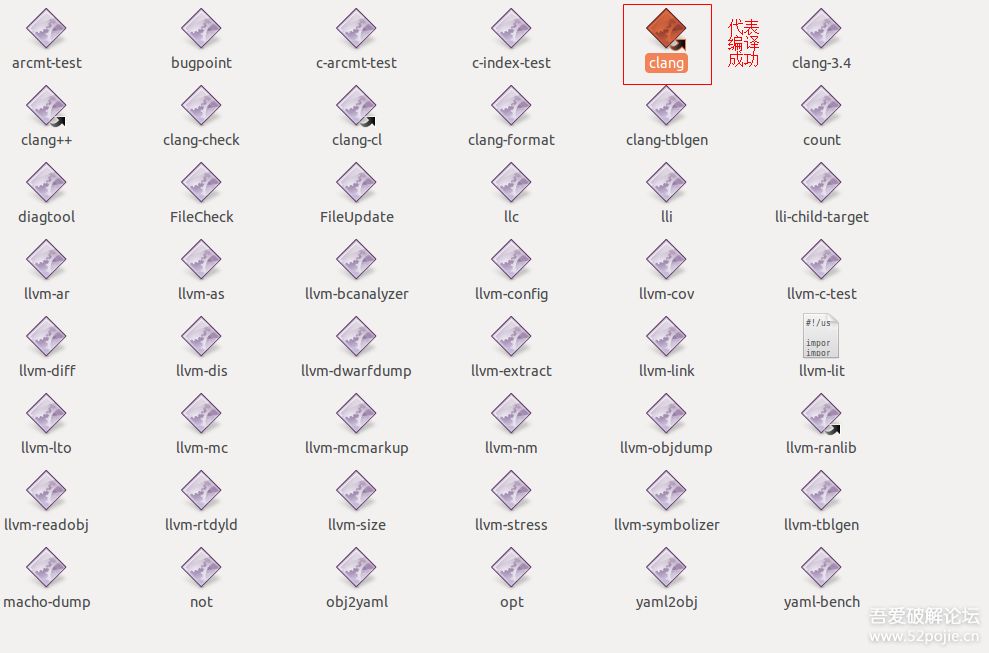 arcmt-test
bugpoint
c-arcmt-test
c-index-test
clang
代表
编译
成功
clang-3.4
clang++
clang-check
clang-cl
clang-format
clang-tblgen
count
diagtool
FileCheck
FileUpdate
llc
lli
lli-child-target
llvm-ar
llvm-as
llvm-bcanalyzer
llvm-config
llvm-cov
llvm-c-test
llvm-diff
llvm-dis
llvm-dwarfdump
llvm-extract
llvm-link
#!/us
impor
impor
llvm-lit
llvm-lto
llvm-mc
llvm-mcmarkup
llvm-nm
llvm-objdump
llvm-ranlib
llvm-readobj
llvm-rtdyld
llvm-size
llvm-stress
llvm-symbolizer
llvm-tblgen
macho-dump
not
obj2yaml
opt
yaml2obj
yaml-bench
吾爱破解论坛
www.52pojie.cn